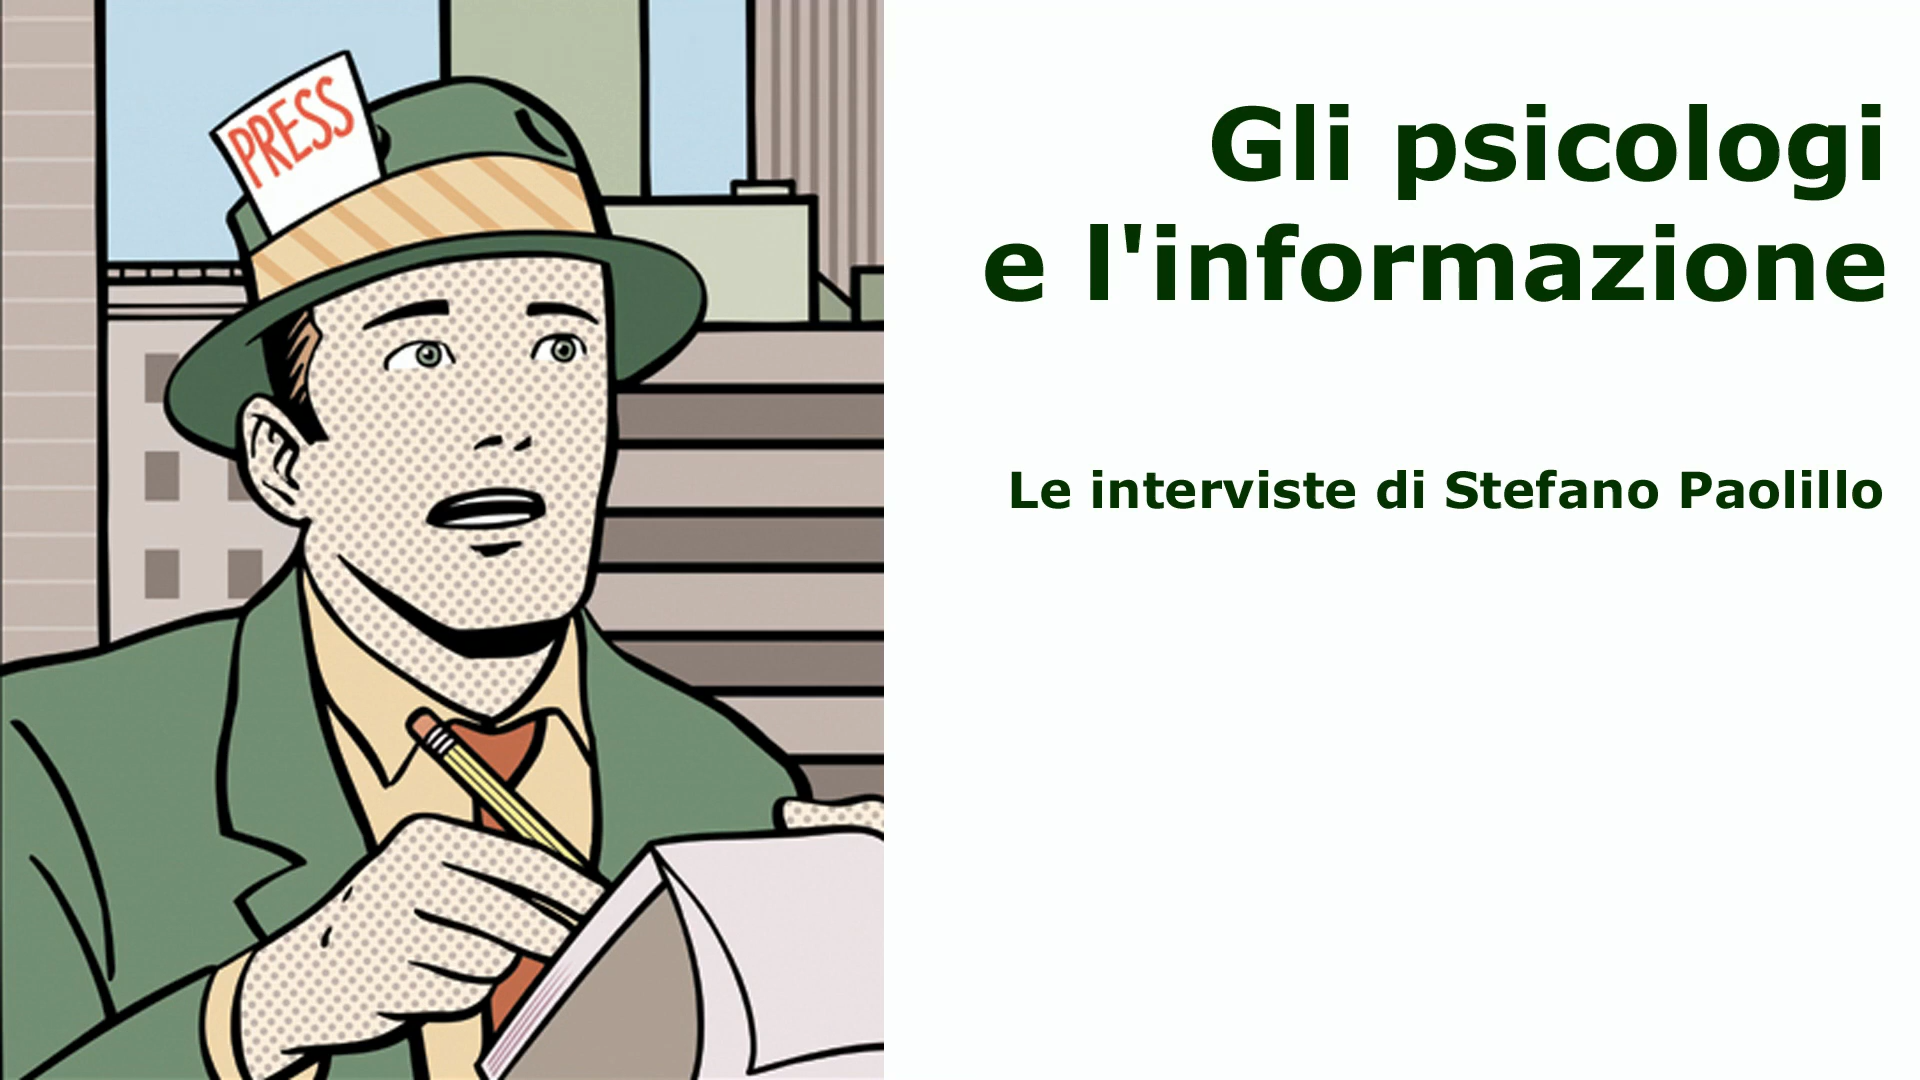 PRESS
Gli psicologi
e l'informazione
Le interviste di Stefano Paolillo